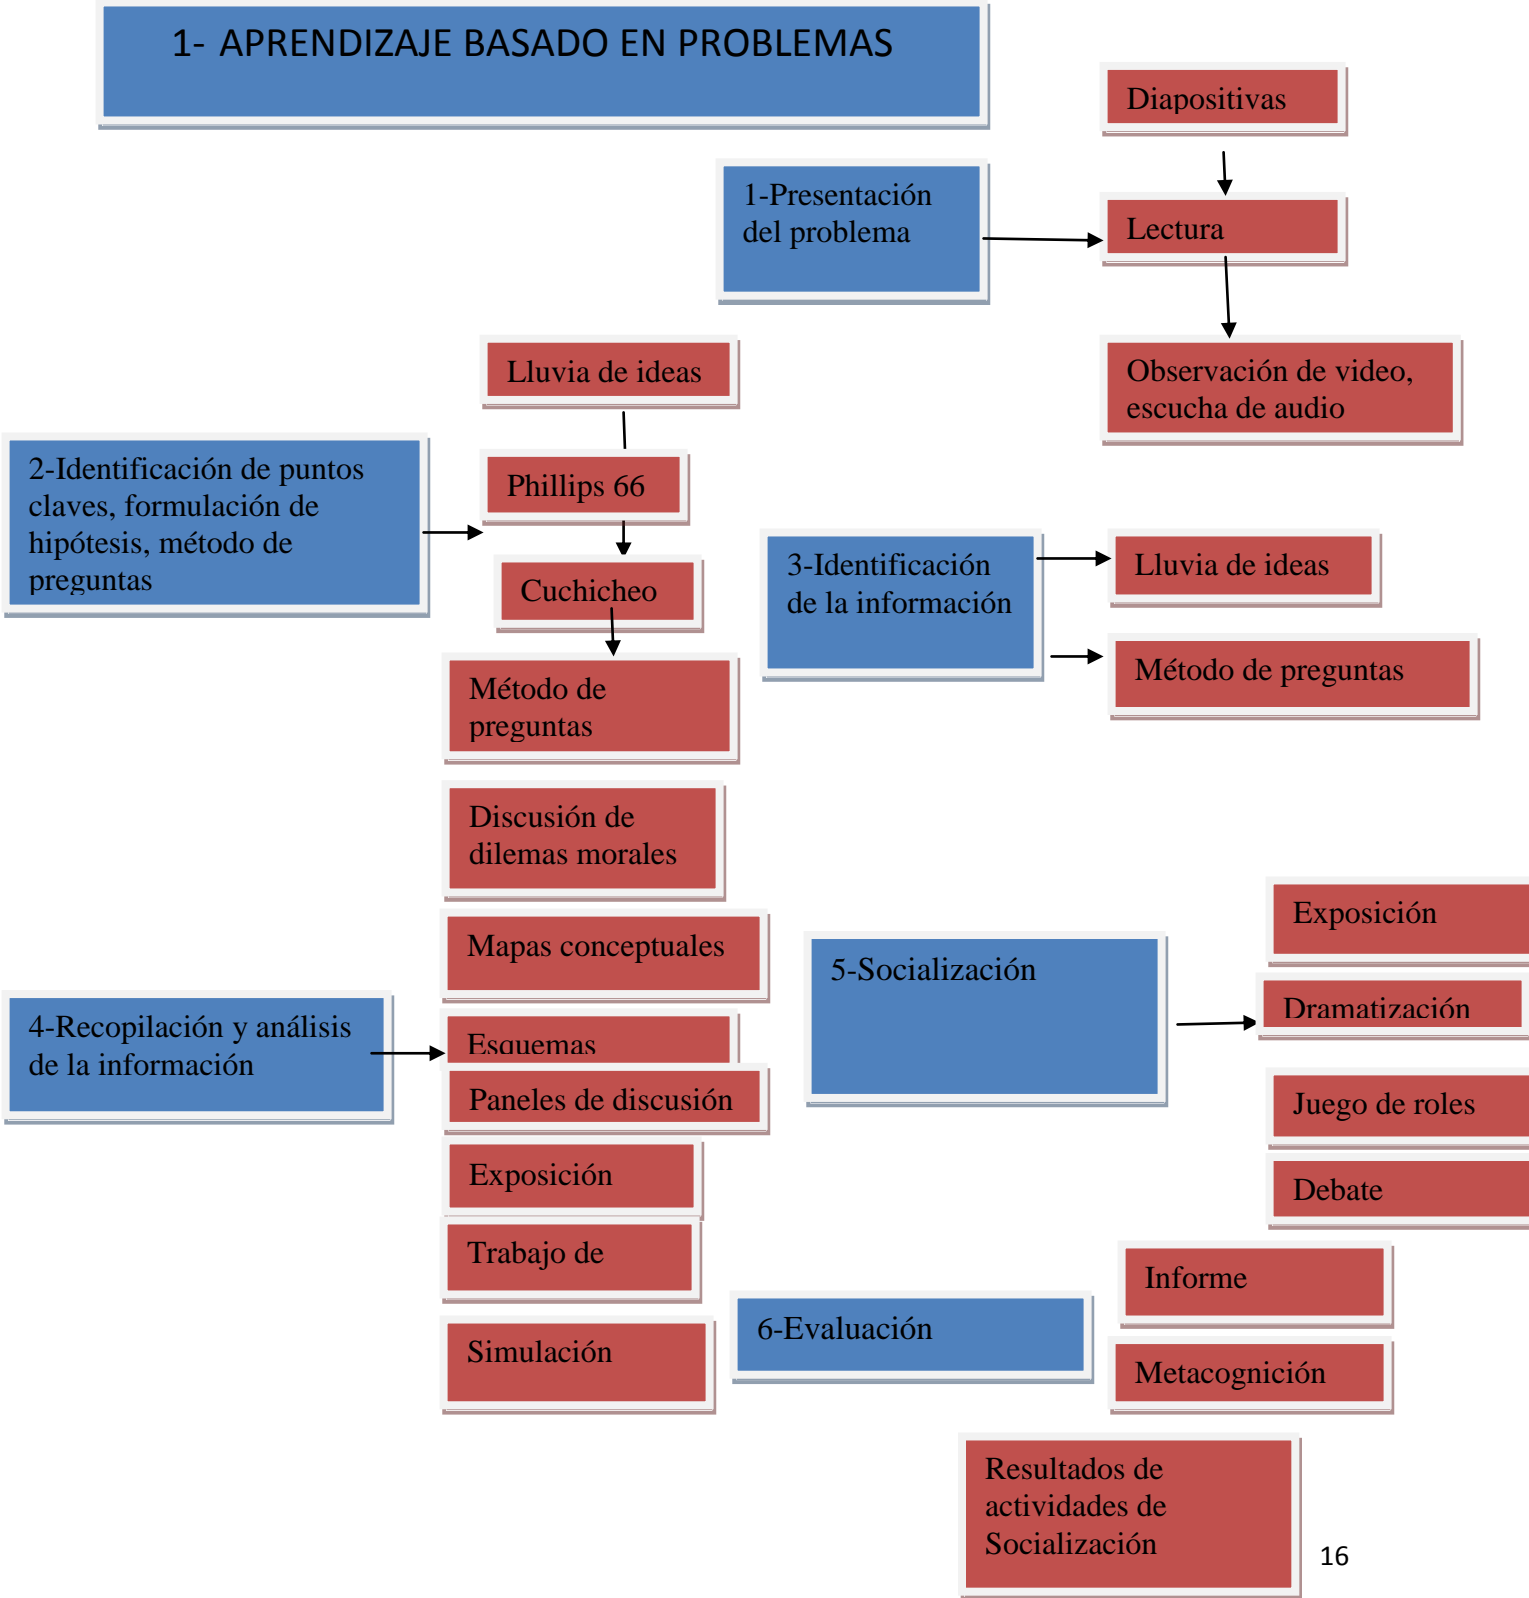 1- APRENDIZAJE BASADO EN PROBLEMAS
Diapositivas
1-Presentación
del problema
Lectura
Observación de video,
escucha de audio
Lluvia de ideas
2-Identificación de puntos
claves, formulación de
hipótesis, método de
preguntas
Phillips 66
Cuchicheo
Método de
preguntas
3-Identificación
de la información
Lluvia de ideas
Método de preguntas
Discusión de
dilemas morales
Mapas conceptuales
4-Recopilación y análisis
de la información
Esquemas
Paneles de discusión
Exposición
Trabajo de
Simulación
5-Socialización
Exposición
Dramatización
Juego de roles
Debate
6-Evaluación
Informe
Metacognición
Resultados de
actividades de
Socialización
16